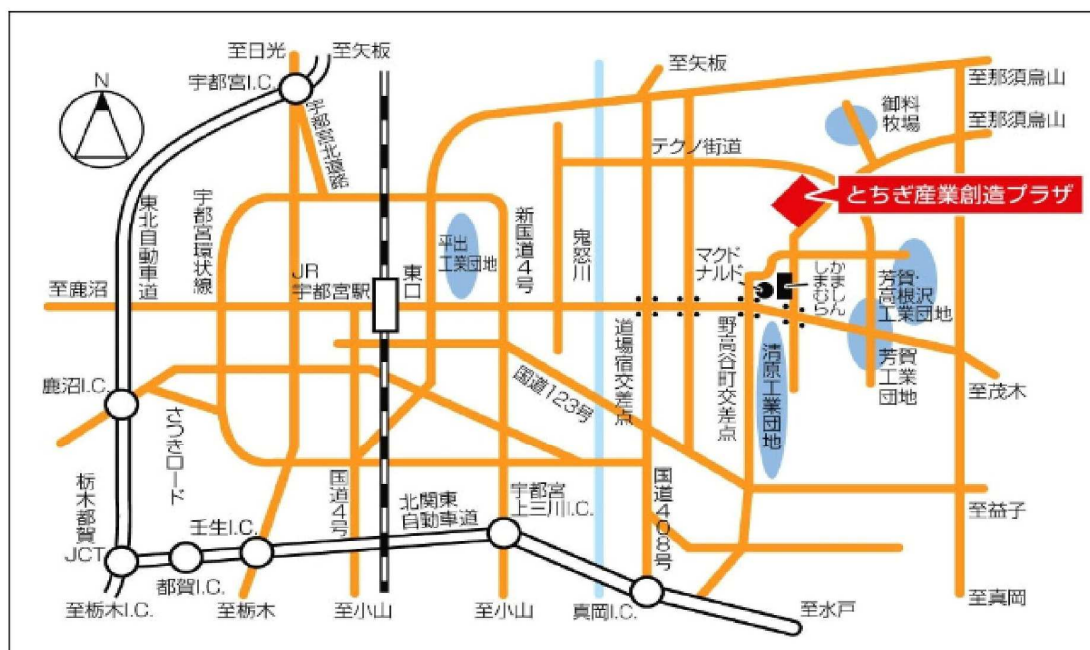 至日光
至矢板
宇都宮I.C.
N
宇都宮北道路
至矢板
至那須烏山
御料
牧場
至那須烏山
テクノ街道
とちぎ産業創造プラザ
東北自動車道
宇都宮環状線
平出
工業団地
新国道4号
鬼怒川
マクド
ナルド
かましん
しまむら
芳賀・
高根沢
工業団地
至鹿沼
JR
宇都宮駅
東口
道場宿交差点
野高谷町交差点
清原工業団地
芳賀
工業
団地
至茂木
鹿沼I.C.
さつきロード
国道123号
栃木都賀
JCT
壬生I.C.
都賀I.C.
国道4号
北関東
自動車道
宇都宮
上三川I.C.
国道408号
至益子
至栃木I.C.
至栃木
至小山
至小山
真岡I.C.
至水戸
至真岡